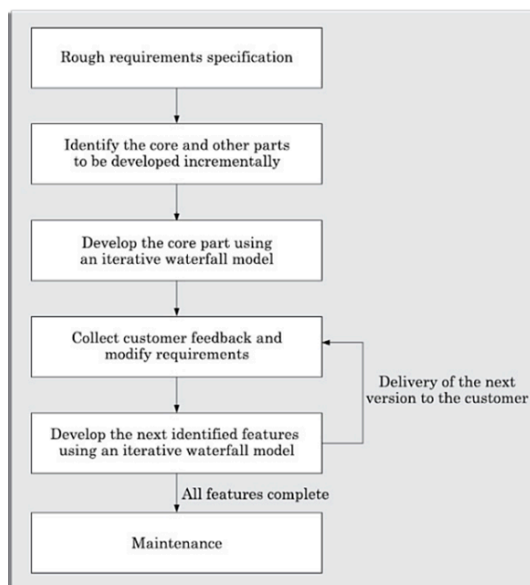 Rough requirements specification
Identify the core and other parts
to be developed incrementally
Develop the core part using
an iterative waterfall model
Collect customer feedback and
modify requirements
Delivery of the next
version to the customer
Develop the next identified features
using an iterative waterfall model
All features complete
Maintenance